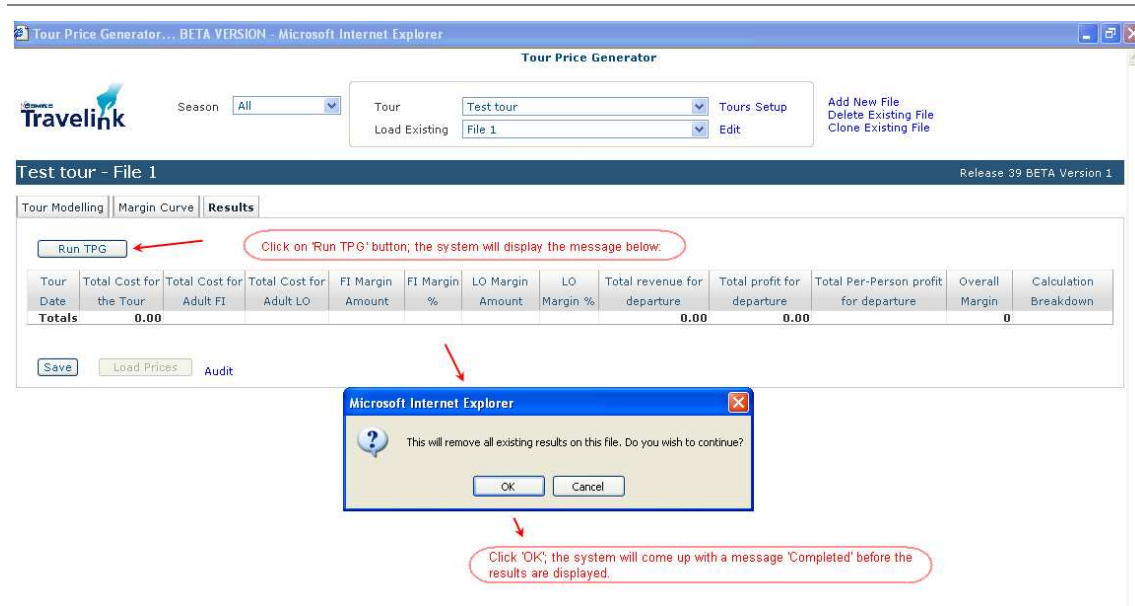 Tour Price Generator... BETA VERSION - Microsoft Internet Explorer
Tour Price Generator
Travelink
Season All
Tour Test tour Tours Setup
Load Existing File 1 Edit
Add New File
Delete Existing File
Clone Existing File
Test tour - File 1 Release 39 BETA Version 1
Tour Modelling Margin Curve Results
Run TPG
Click on 'Run TPG' button; the system will display the message below:
Tour Date Total Cost for the Tour Total Cost for Adult FI Total Cost for Adult LO FI Margin Amount FI Margin % LO Margin Amount LO Margin % Total revenue for departure Total profit for departure Total Per-Person profit for departure Overall Margin Calculation Breakdown
Totals 0.00 0.00 0.00 0
Save Load Prices Audit
Microsoft Internet Explorer
This will remove all existing results on this file. Do you wish to continue?
OK Cancel
Click 'OK'; the system will come up with a message 'Completed' before the
results are displayed.